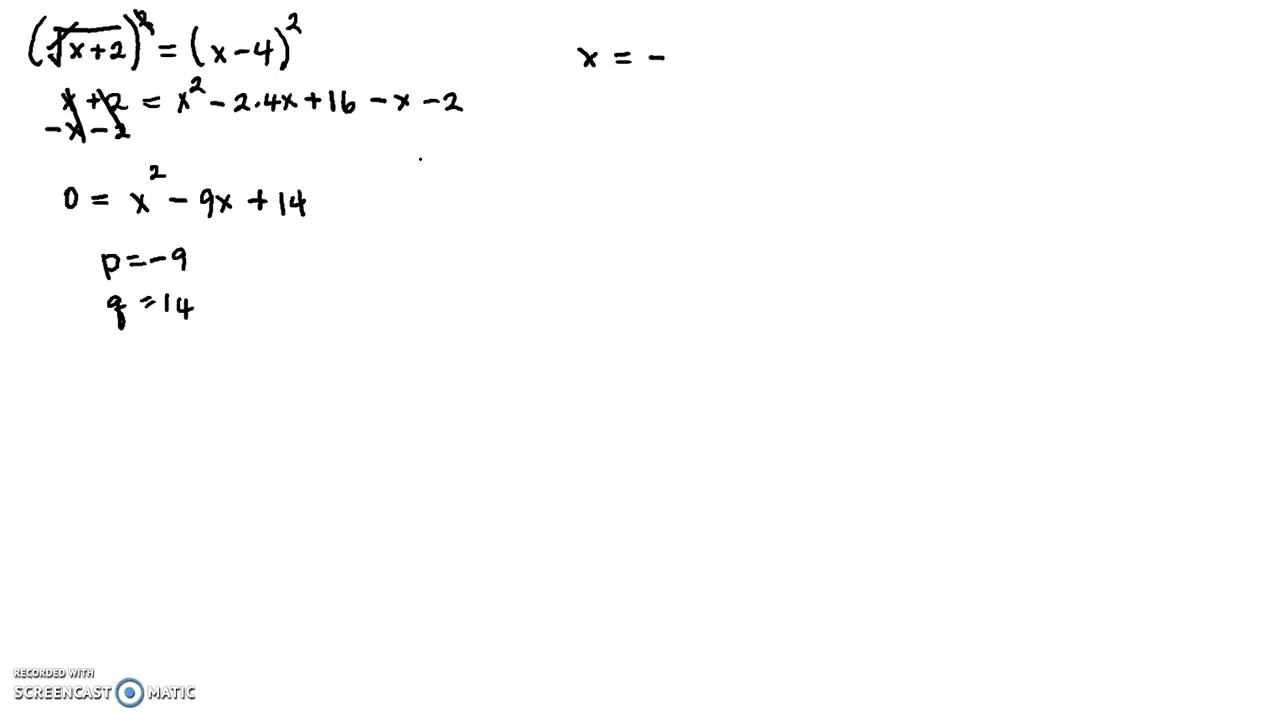 (√x+2)² = (x-4)²
x+2 = x² - 2.4x + 16 - x - 2
-x-2
0 = x² - 9x + 14
p = -9
q = 14
x = -
RECORDED WITH
SCREENCAST MATIC